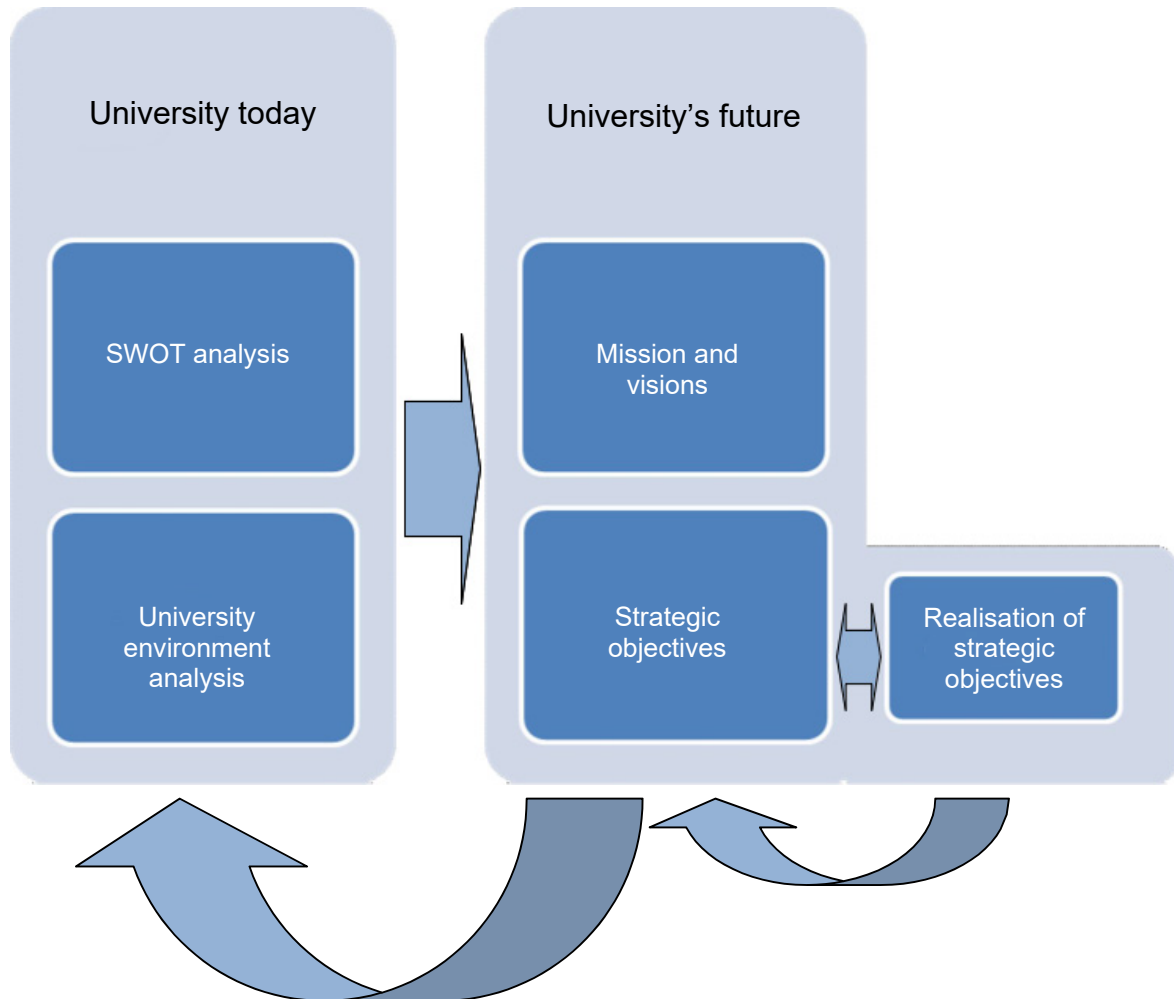 University today
SWOT analysis
University
environment
analysis
University’s future
Mission and
visions
Strategic
objectives
Realisation of
strategic
objectives